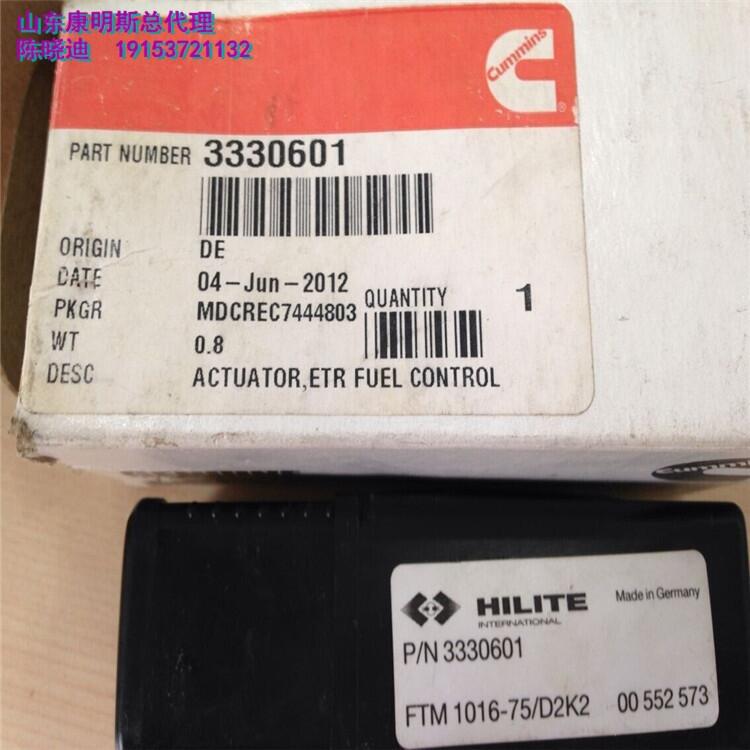 山东康明斯总代理
陈晓迪 19153721132
Cummins
PART NUMBER 3330601
ORIGIN DE
DATE 04-Jun-2012
PKGR MDCREC7444803 QUANTITY 1
WT 0.8
DESC ACTUATOR,ETR FUEL CONTROL
HILITE Made in Germany
INTERNATIONAL
P/N 3330601
FTM 1016-75/D2K2 00 552 573